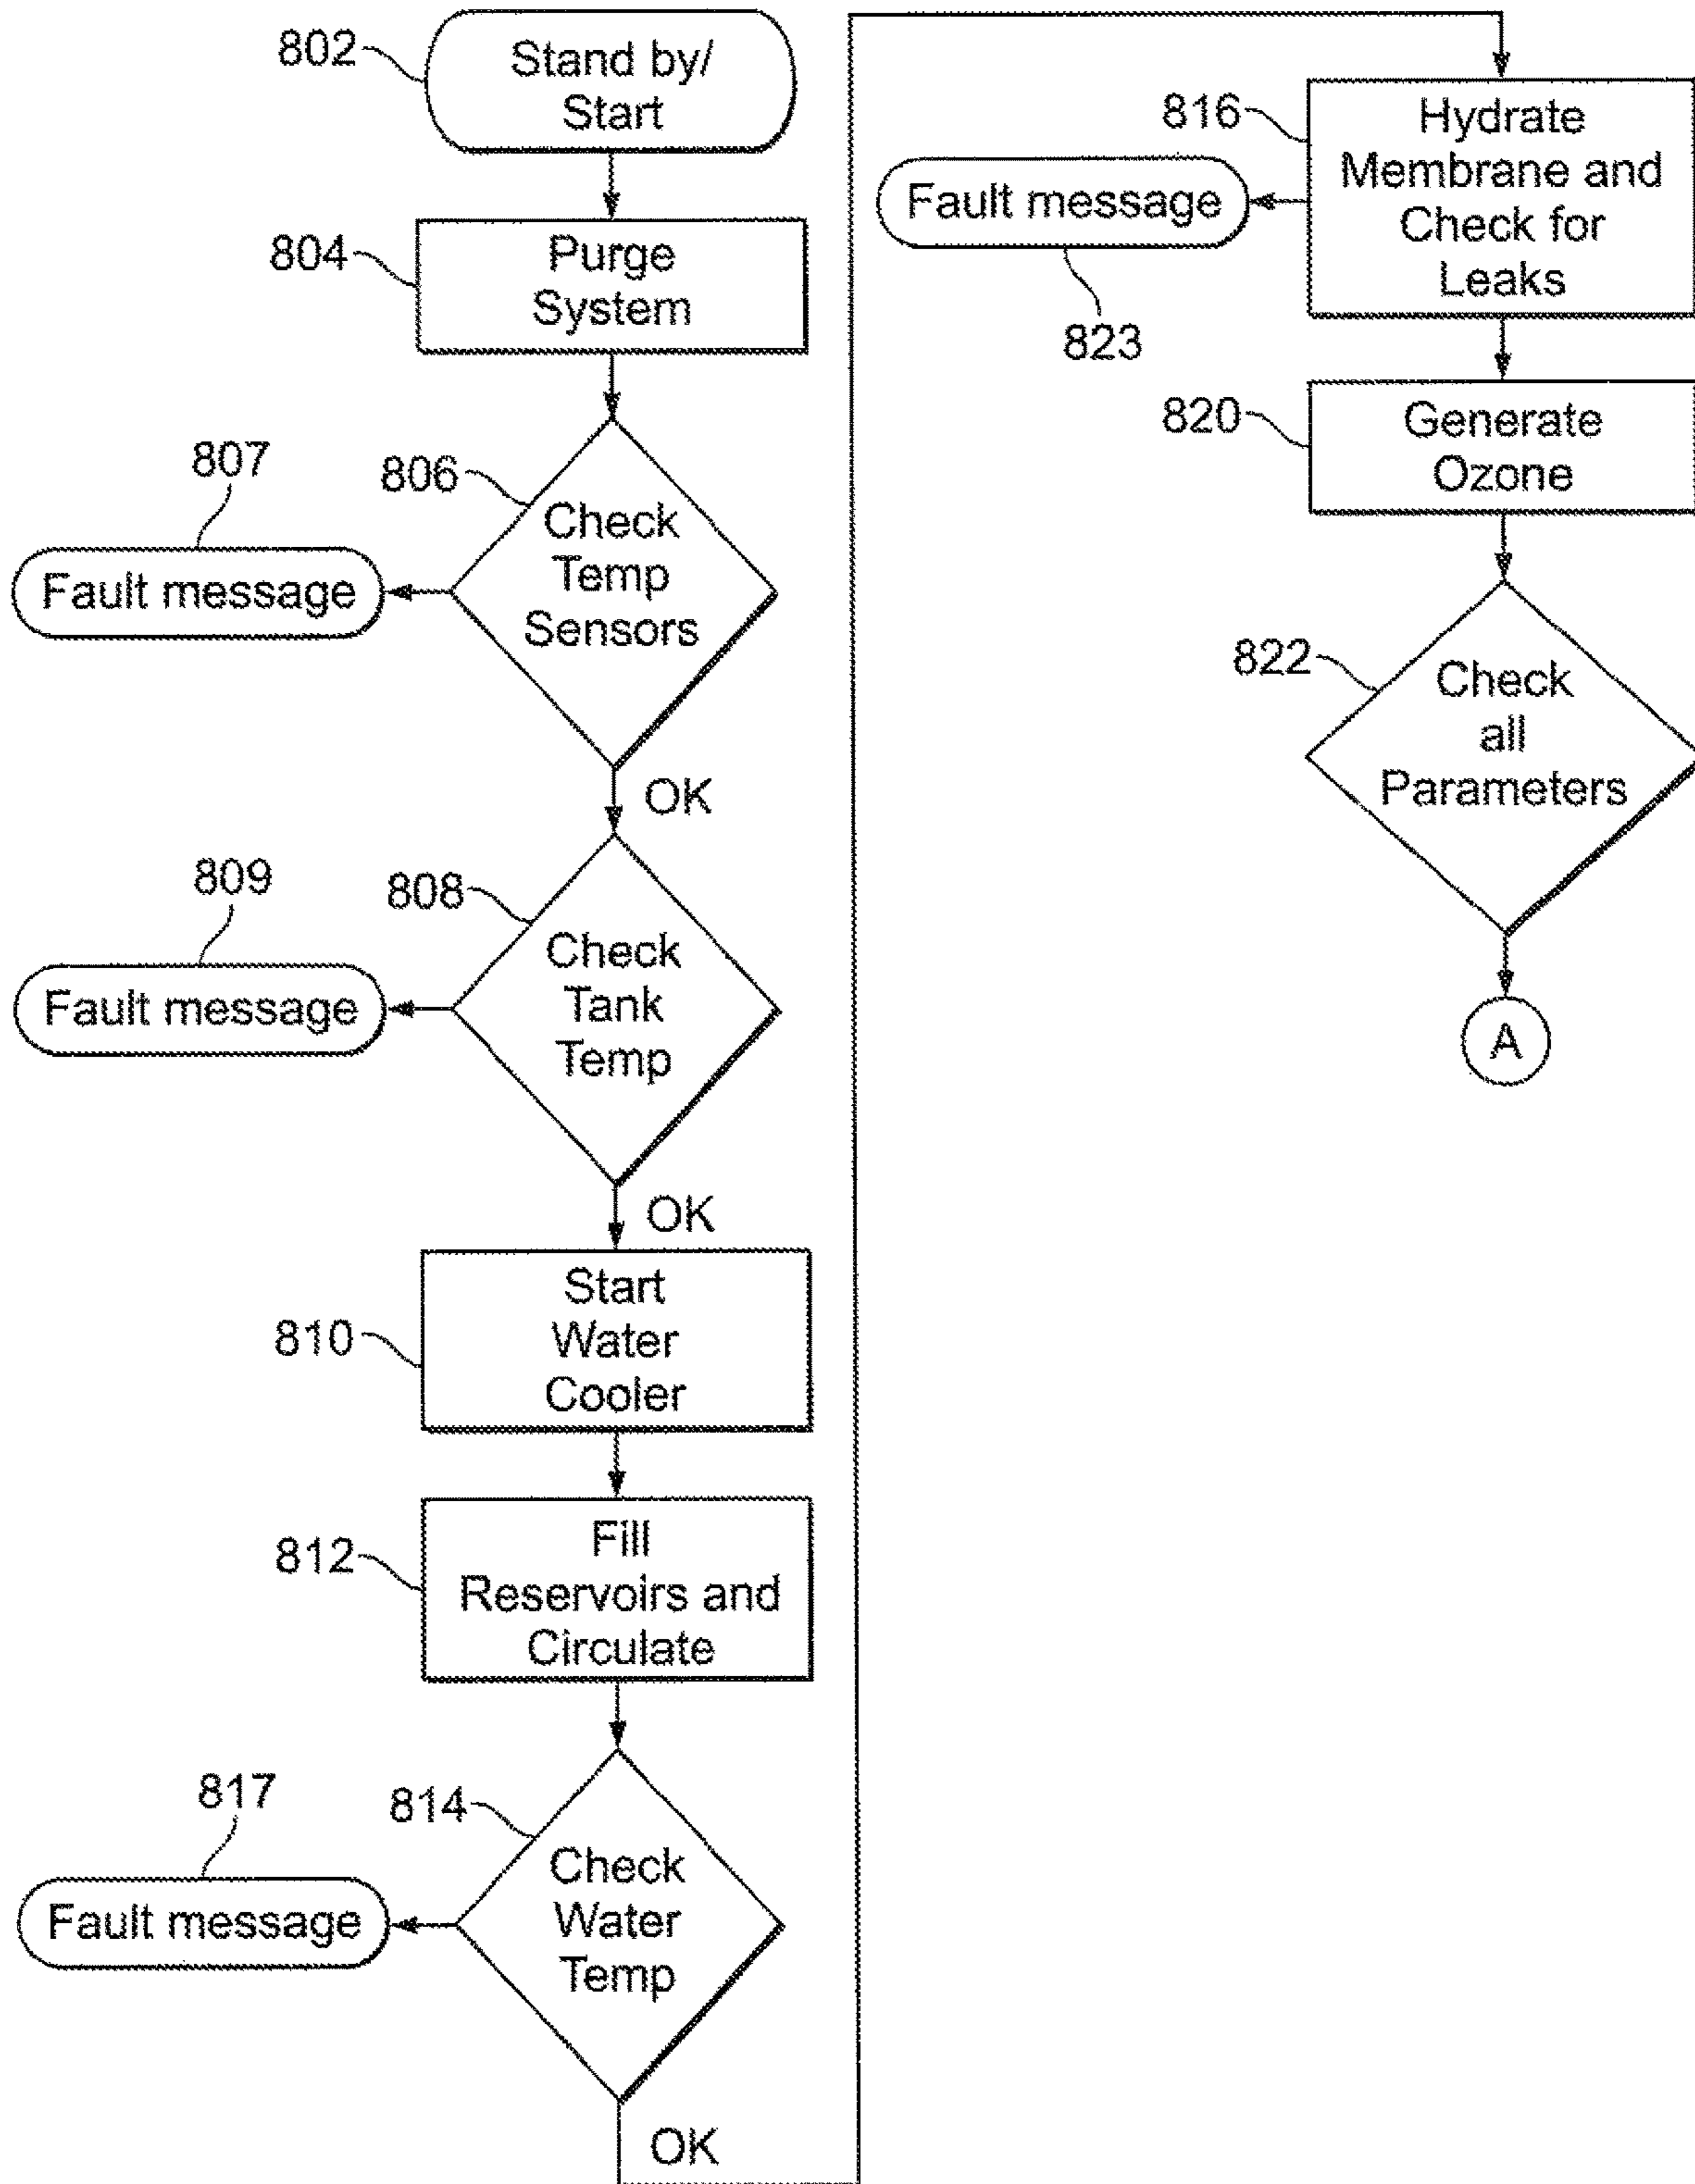 802
Stand by/
Start
804
Purge
System
806
Check
Temp
Sensors
807
Fault message
OK
808
Check
Tank
Temp
809
Fault message
OK
810
Start
Water
Cooler
812
Fill
Reservoirs and
Circulate
814
Check
Water
Temp
817
Fault message
OK
816
Hydrate
Membrane and
Check for
Leaks
Fault message
823
820
Generate
Ozone
822
Check
all
Parameters
A